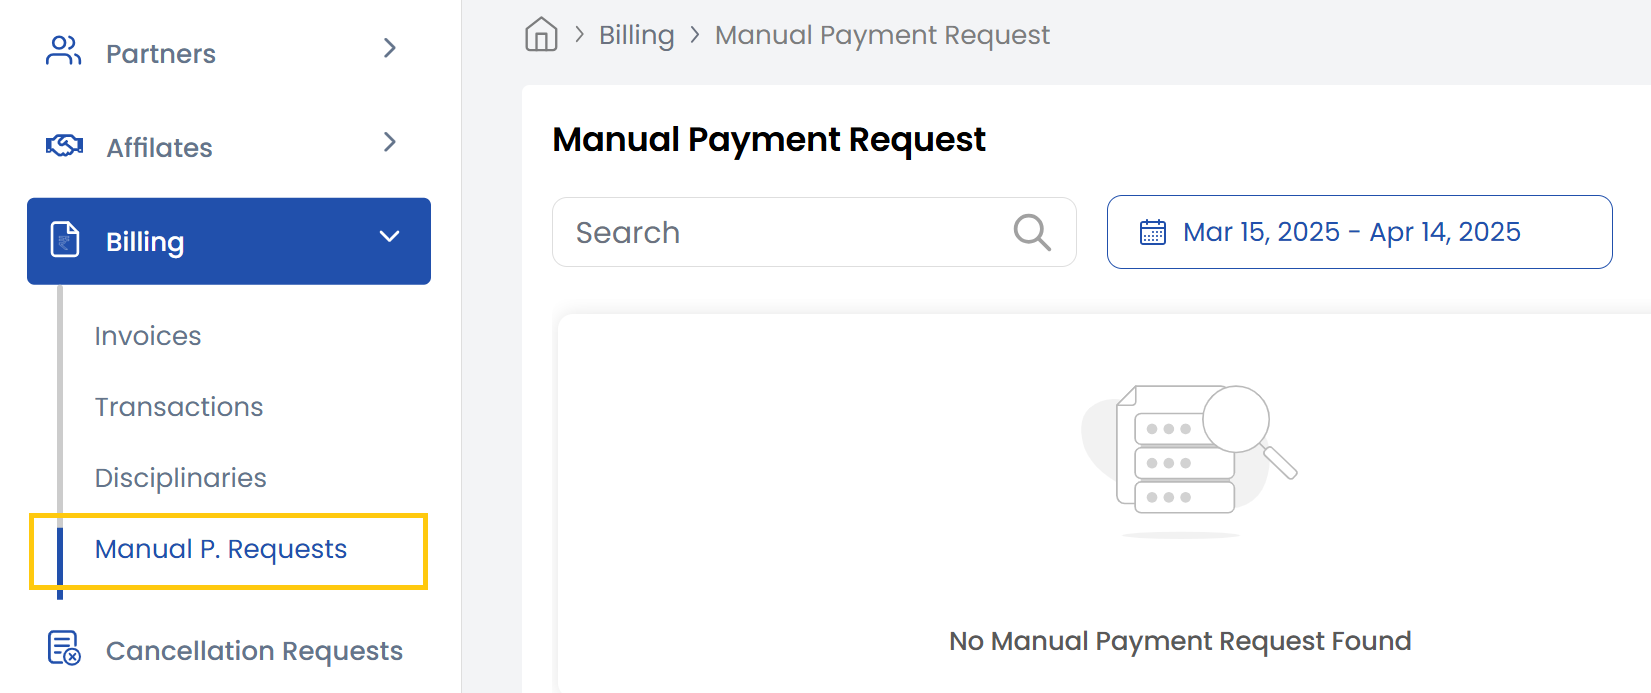 Partners
Affilates
Billing
Invoices
Transactions
Disciplinaries
Manual P. Requests
Cancellation Requests
Billing
Manual Payment Request
Manual Payment Request
Search
Mar 15, 2025 - Apr 14, 2025
No Manual Payment Request Found